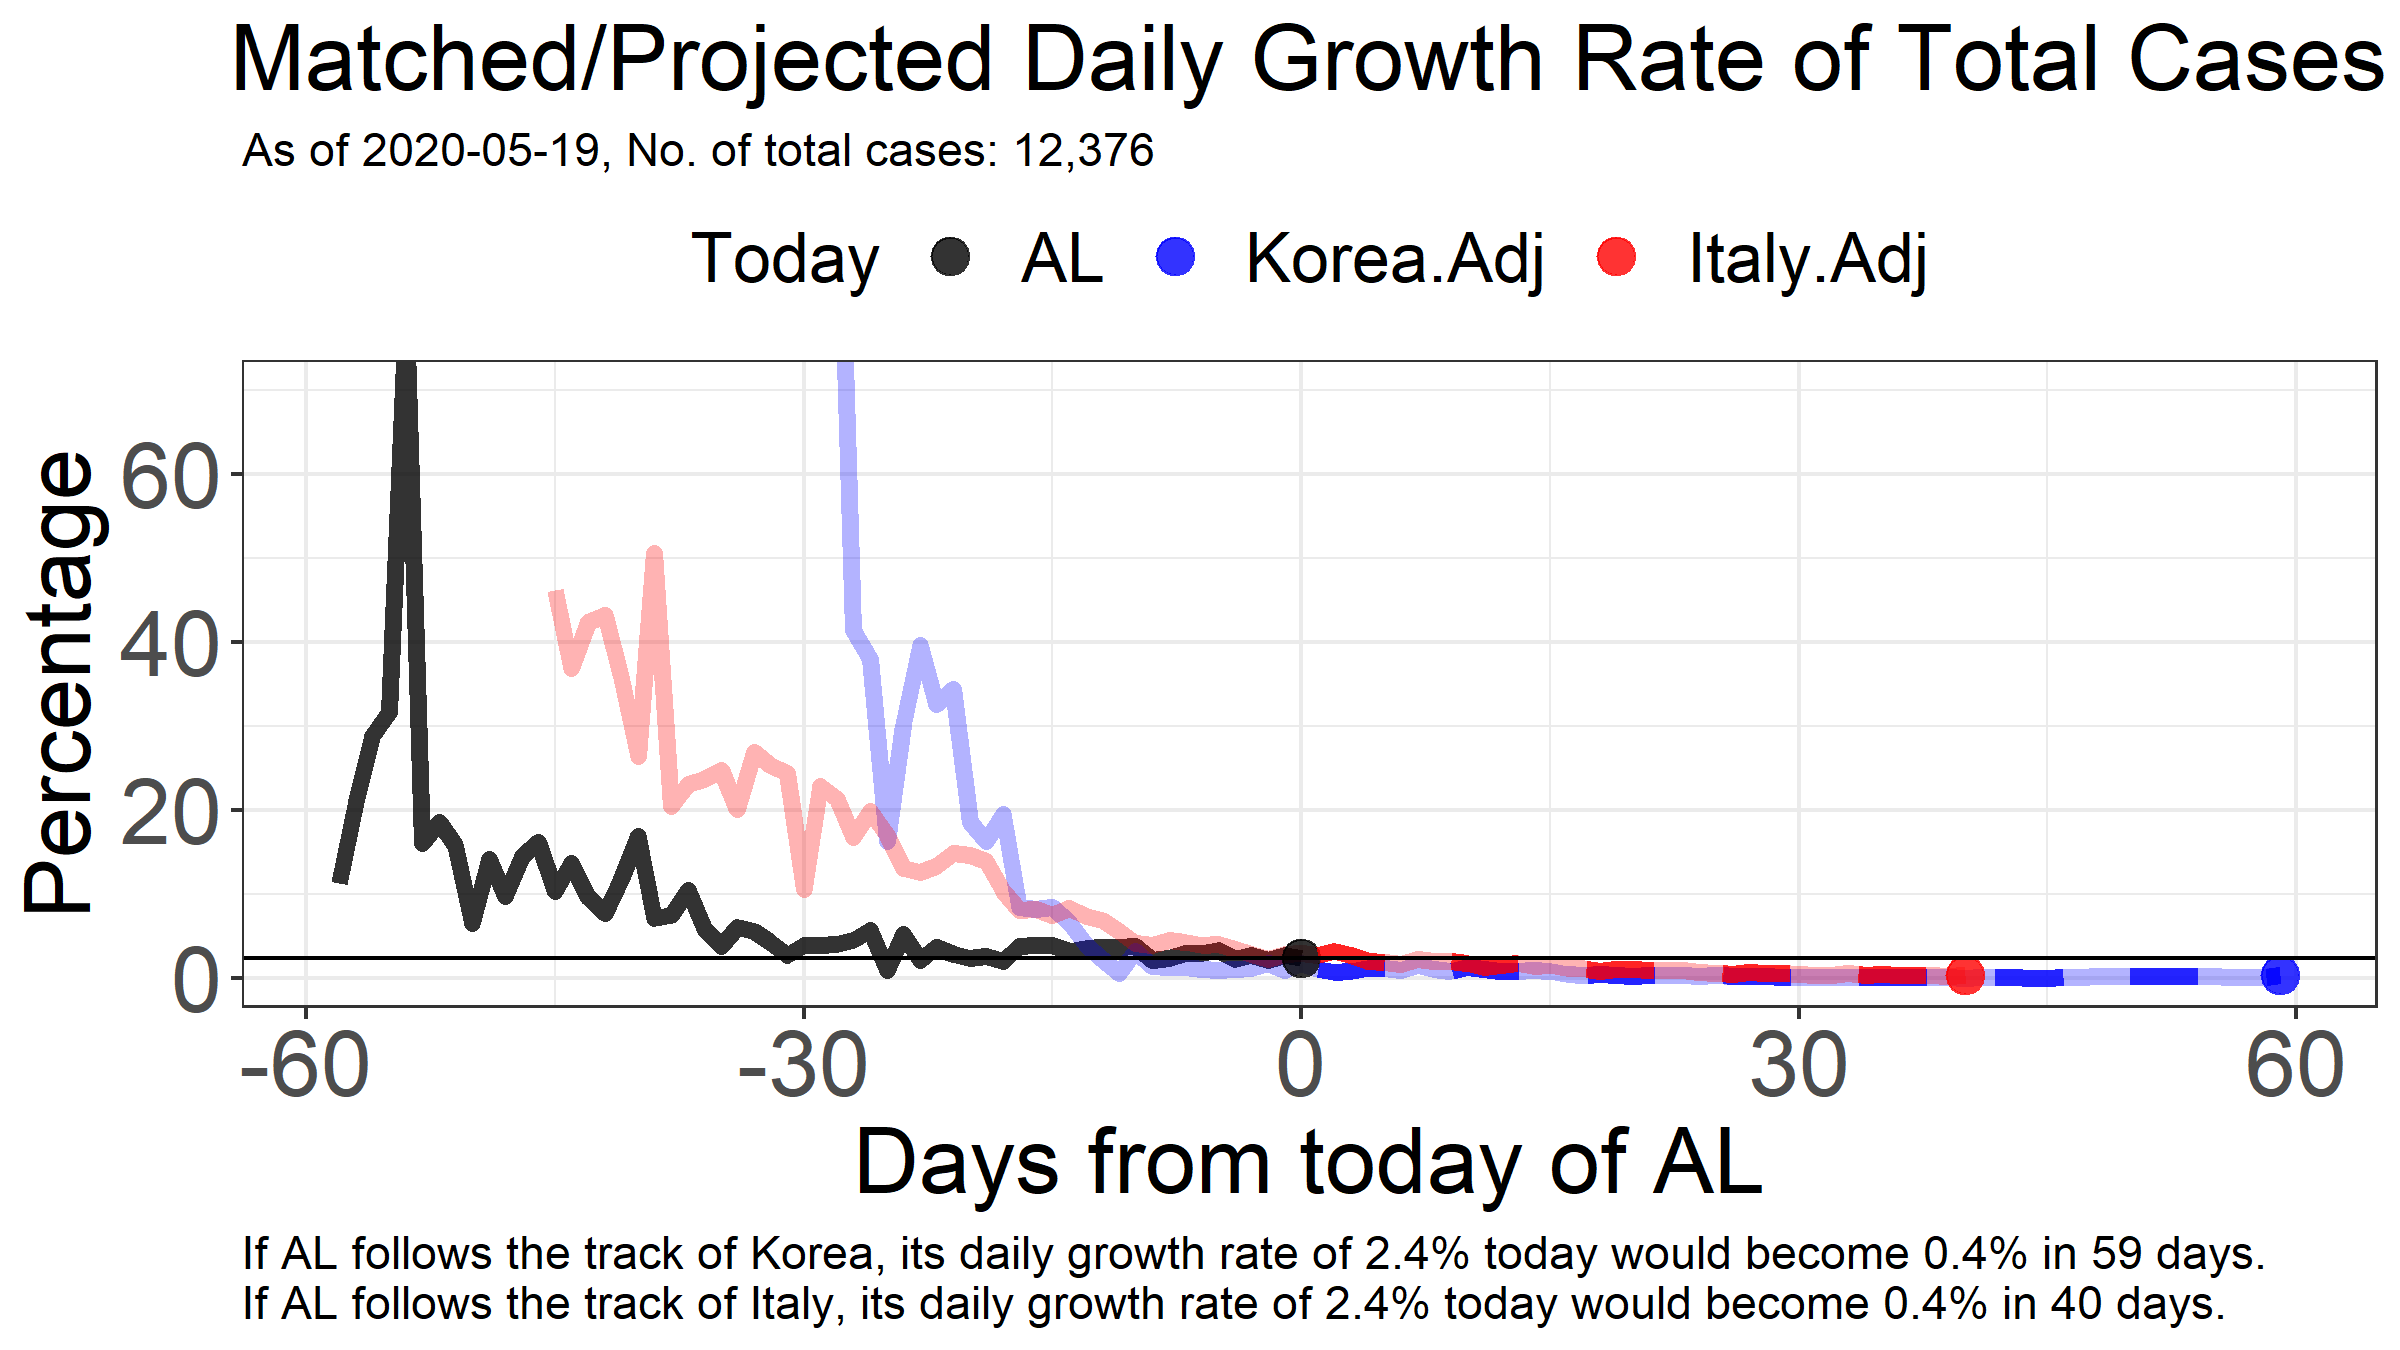 Matched/Projected Daily Growth Rate of Total Cases
As of 2020-05-19, No. of total cases: 12,376
Today AL Korea.Adj Italy.Adj
Percentage
60
40
20
0
-60 -30 0 30 60
Days from today of AL
If AL follows the track of Korea, its daily growth rate of 2.4% today would become 0.4% in 59 days.
If AL follows the track of Italy, its daily growth rate of 2.4% today would become 0.4% in 40 days.